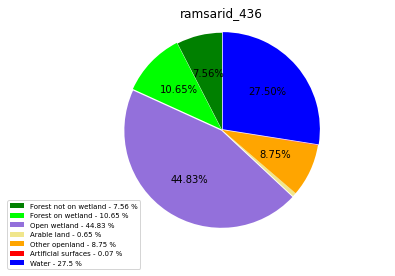 ramsarid_436
7.56%
10.65%
27.50%
8.75%
44.83%
Forest not on wetland - 7.56 %
Forest on wetland - 10.65 %
Open wetland - 44.83 %
Arable land - 0.65 %
Other openland - 8.75 %
Artificial surfaces - 0.07 %
Water - 27.5 %